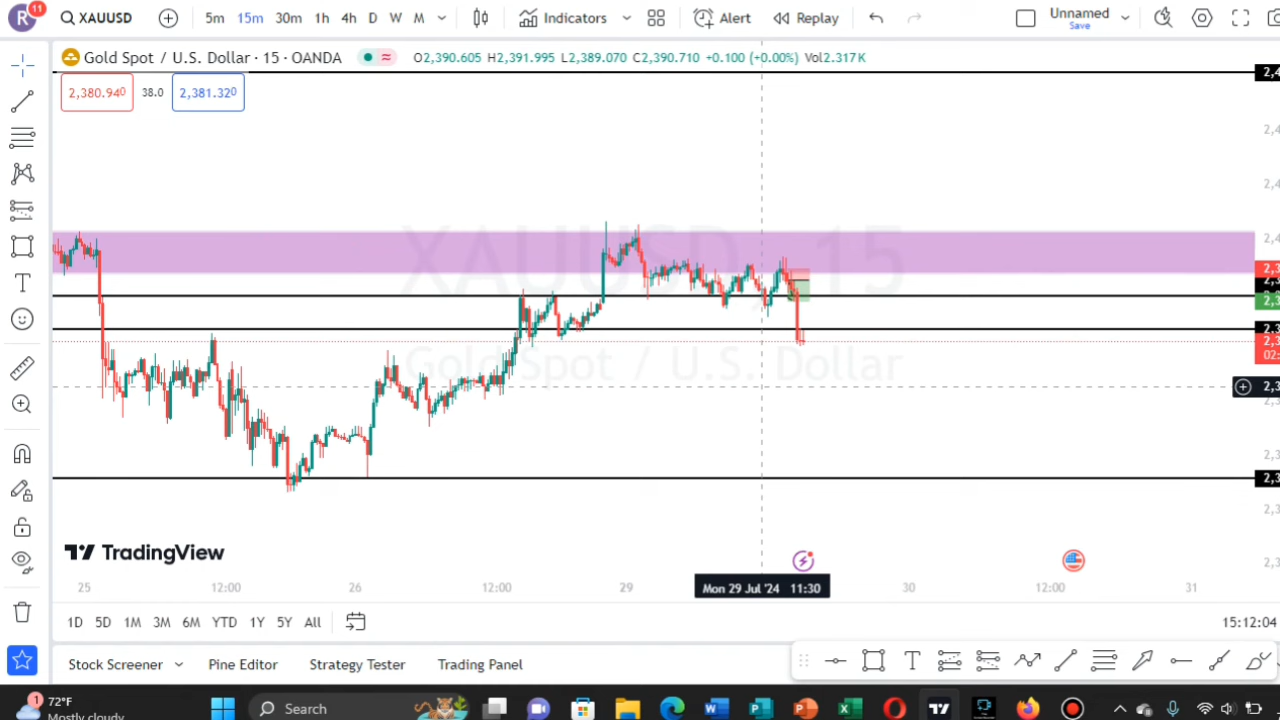 R 11 XAUUSD 5m 15m 30m 1h 4h D W M Indicators Alert Replay Unnamed
Save
Gold Spot / U.S. Dollar · 15 · OANDA O2,390.605 H2,391.995 L2,389.070 C2,390.710 +0.100 (+0.00%) Vol2.317K
2,380.940 38.0 2,381.320
XAUUSD, 15
Gold Spot / U.S. Dollar
TradingView
25 12:00 26 12:00 29 Mon 29 Jul '24 11:30 30 12:00 31
1D 5D 1M 3M 6M YTD 1Y 5Y All 15:12:04
Stock Screener Pine Editor Strategy Tester Trading Panel
1 72°F
Mostly cloudy
Search